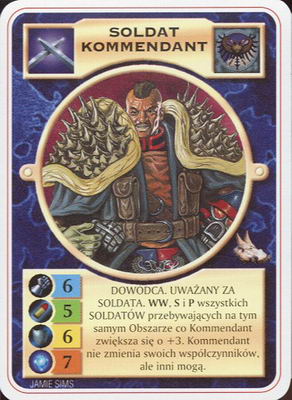 SOLDAT
KOMMENDANT
6
5
6
7
DOWODCA. UWAŻANY ZA
SOLDATA. WW, S i P wszystkich
SOLDATÓW przebywających na tym
samym Obszarze co Kommendant
zwiększa się o +3. Kommendant
nie zmienia swoich współczynników,
ale inni mogą.
JAMIE SIMS